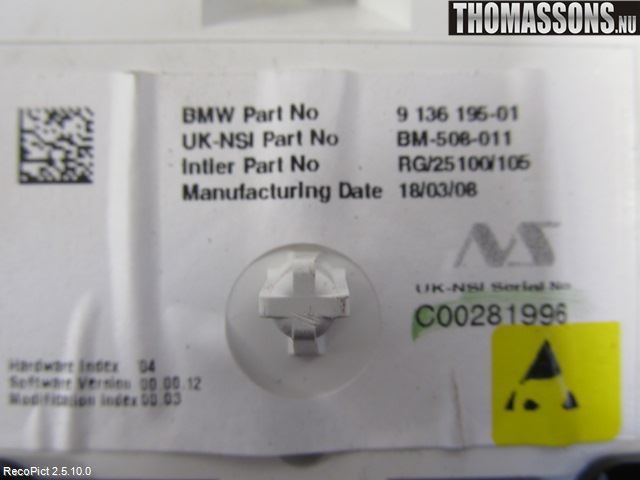 THOMASSONS.NU
BMW Part No 9 136 195-01
UK-NSI Part No BM-508-011
Intier Part No RG/25100/105
Manufacturing Date 18/03/08
NS
UK-NSI Serial No
C00281996
Hardware Index 04
Software Version 00.00.12
Modification Index 00.03
RecoPict 2.5.10.0